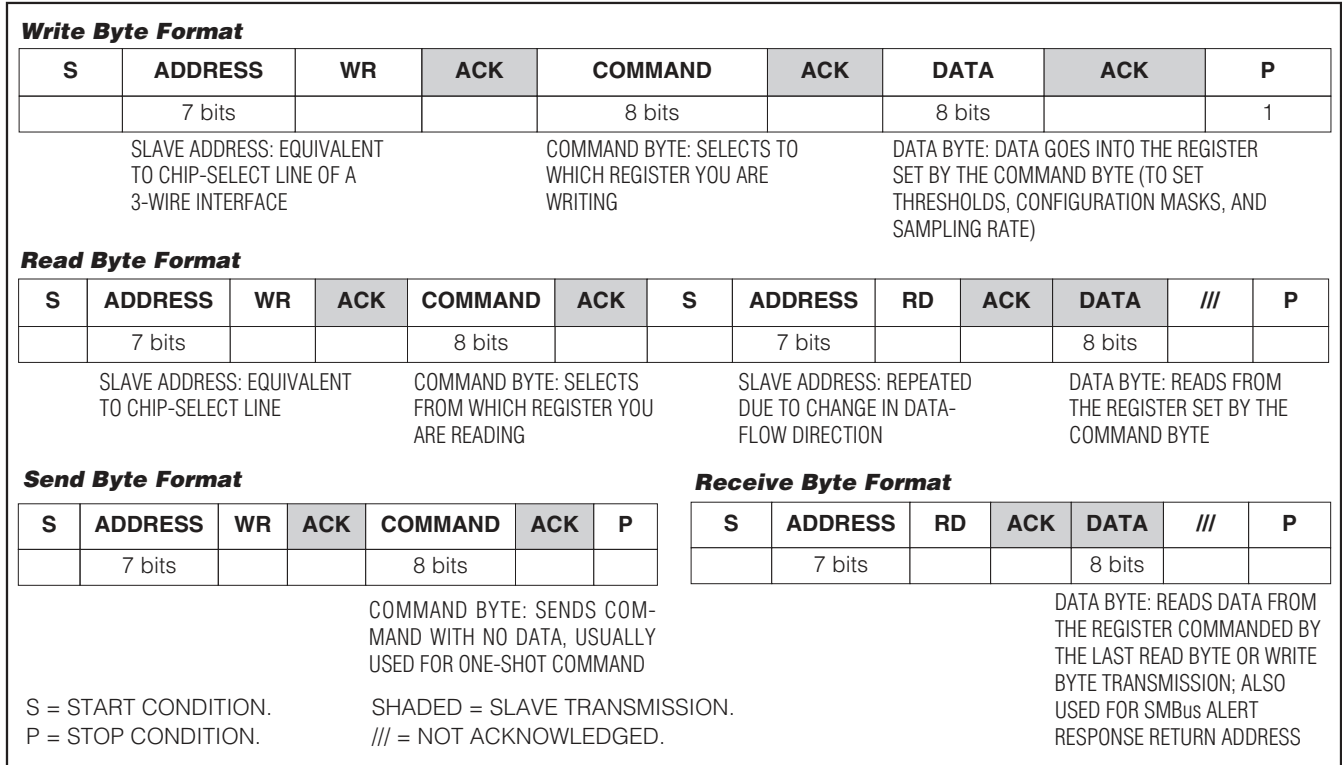 Write Byte Format
S ADDRESS WR ACK COMMAND ACK DATA ACK P
7 bits 8 bits 8 bits 1
SLAVE ADDRESS: EQUIVALENT
TO CHIP-SELECT LINE OF A
3-WIRE INTERFACE
COMMAND BYTE: SELECTS TO
WHICH REGISTER YOU ARE
WRITING
DATA BYTE: DATA GOES INTO THE REGISTER
SET BY THE COMMAND BYTE (TO SET
THRESHOLDS, CONFIGURATION MASKS, AND
SAMPLING RATE)
Read Byte Format
S ADDRESS WR ACK COMMAND ACK S ADDRESS RD ACK DATA /// P
7 bits 8 bits 7 bits 8 bits
SLAVE ADDRESS: EQUIVALENT
TO CHIP-SELECT LINE
COMMAND BYTE: SELECTS
FROM WHICH REGISTER YOU
ARE READING
SLAVE ADDRESS: REPEATED
DUE TO CHANGE IN DATA-
FLOW DIRECTION
DATA BYTE: READS FROM
THE REGISTER SET BY THE
COMMAND BYTE
Send Byte Format
S ADDRESS WR ACK COMMAND ACK P
7 bits 8 bits
COMMAND BYTE: SENDS COM-
MAND WITH NO DATA, USUALLY
USED FOR ONE-SHOT COMMAND
Receive Byte Format
S ADDRESS RD ACK DATA /// P
7 bits 8 bits
DATA BYTE: READS DATA FROM
THE REGISTER COMMANDED BY
THE LAST READ BYTE OR WRITE
BYTE TRANSMISSION; ALSO
USED FOR SMBus ALERT
RESPONSE RETURN ADDRESS
S = START CONDITION. SHADED = SLAVE TRANSMISSION.
P = STOP CONDITION. /// = NOT ACKNOWLEDGED.